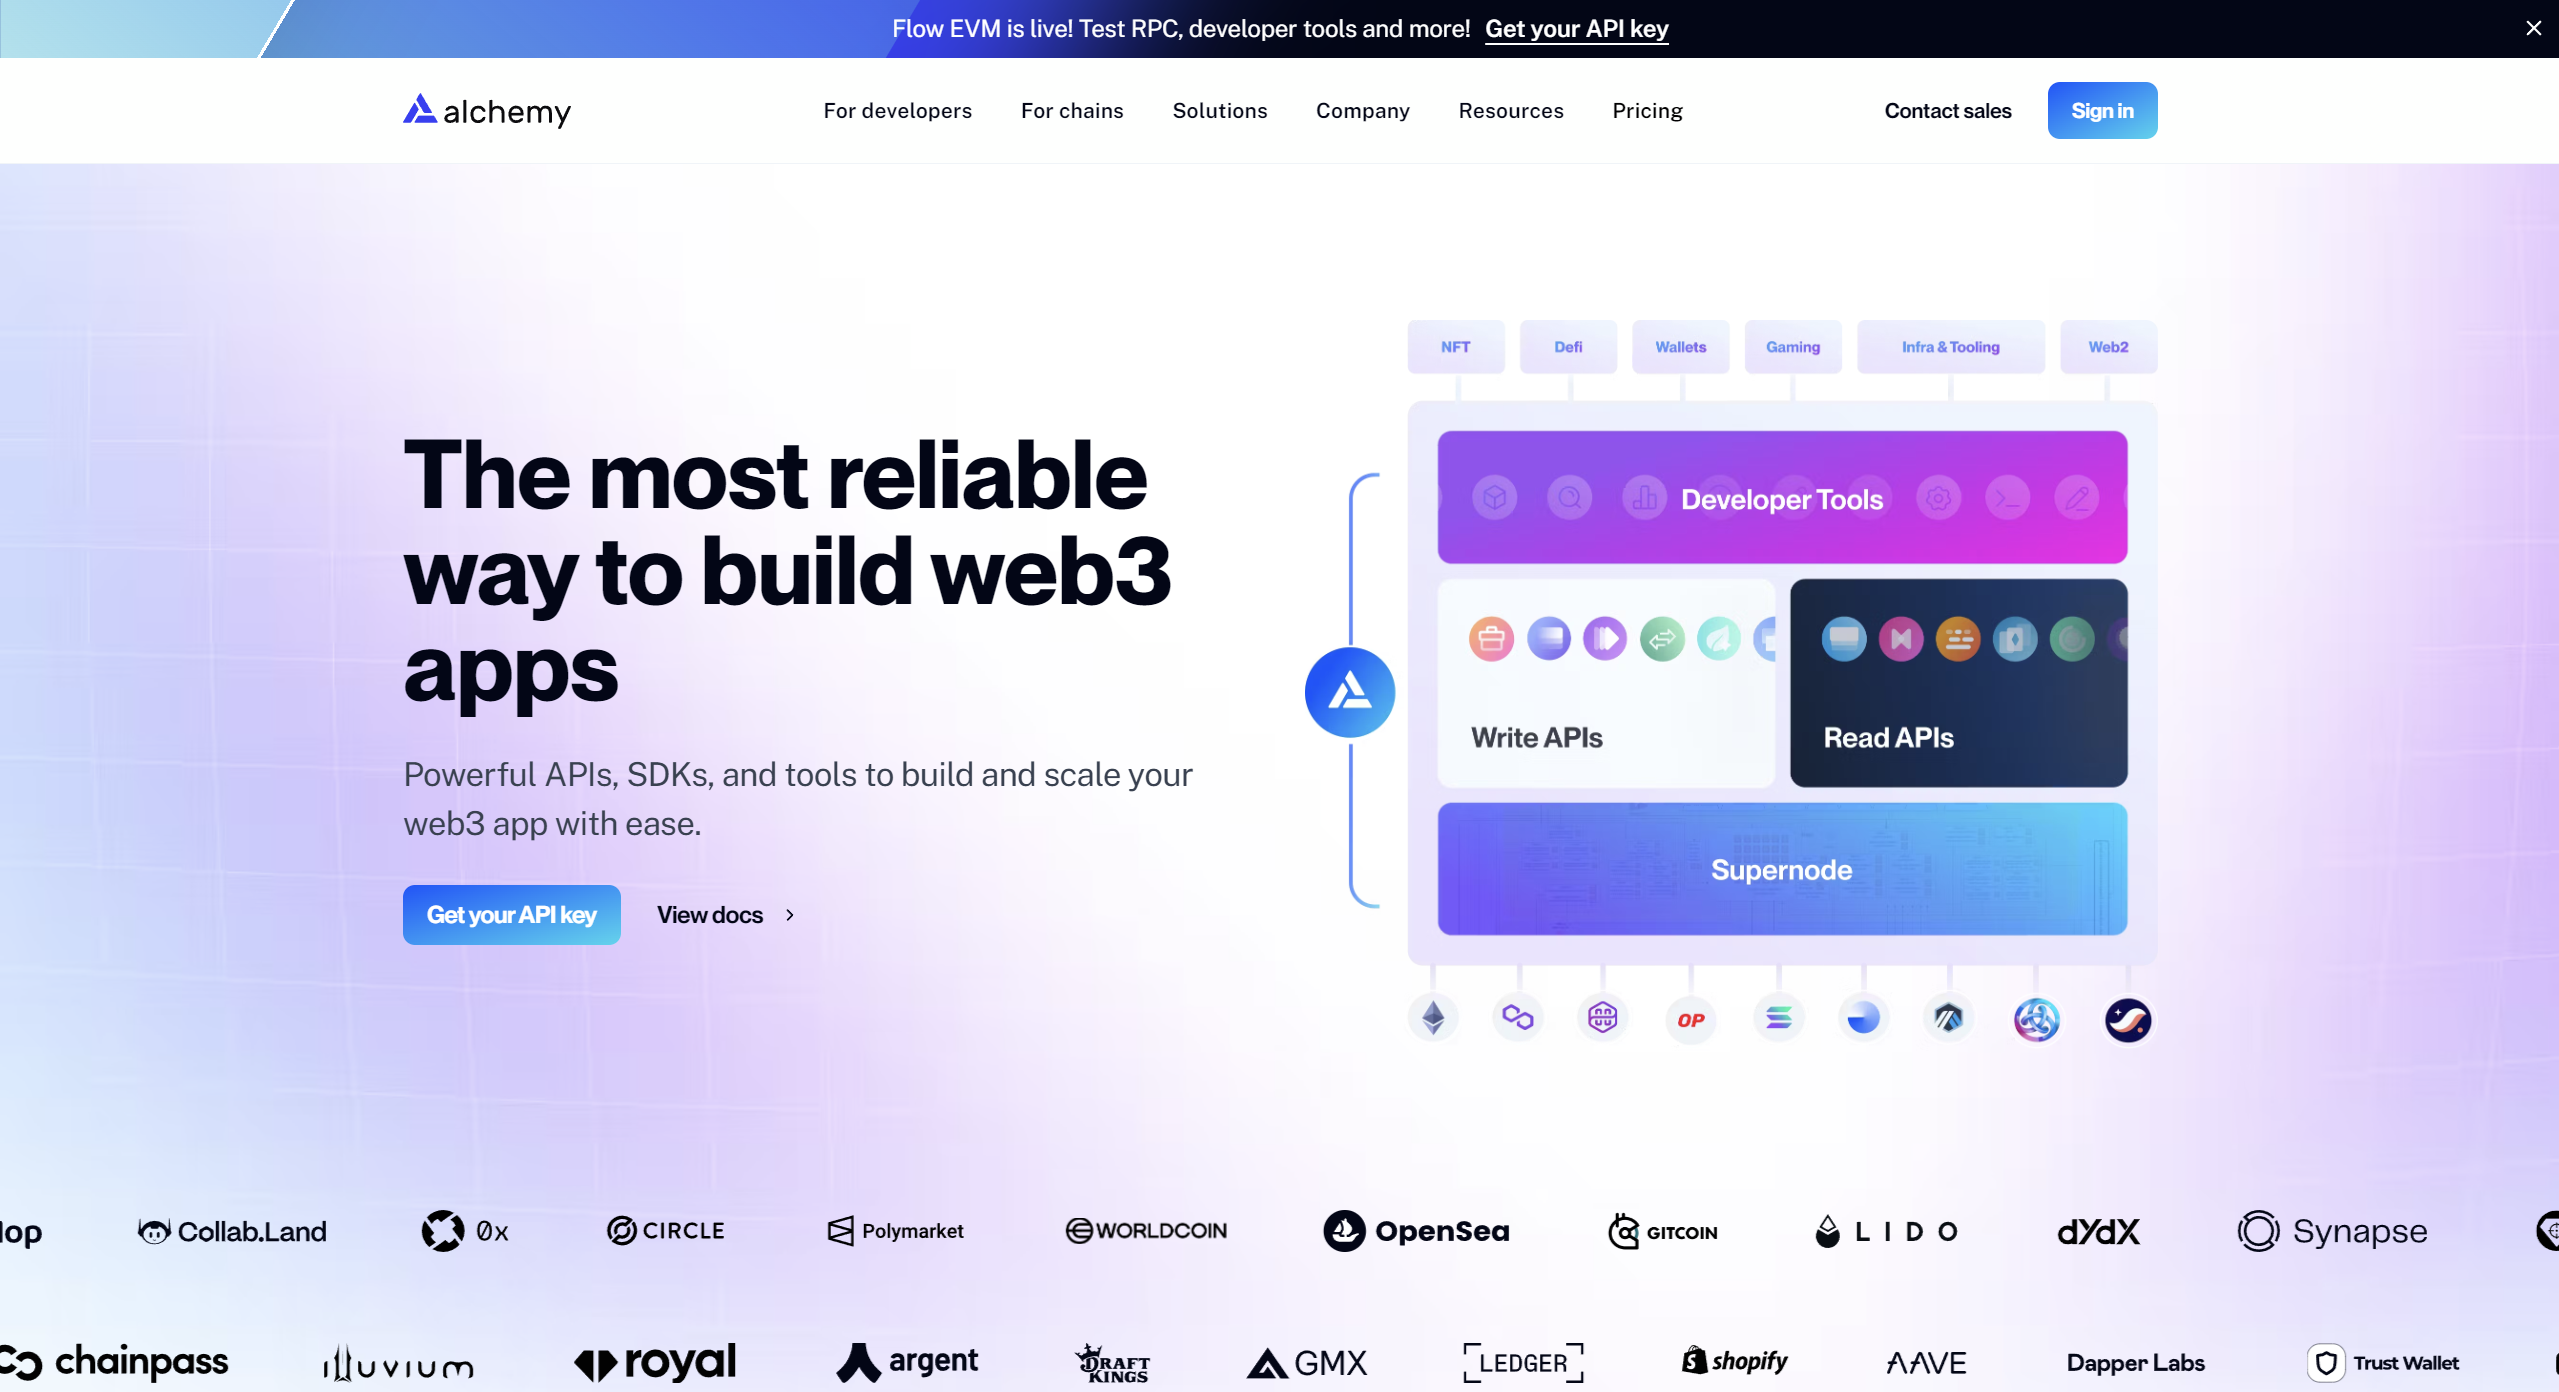 Flow EVM is live! Test RPC, developer tools and more! Get your API key
alchemy
For developers
For chains
Solutions
Company
Resources
Pricing
Contact sales
Sign in
The most reliable
way to build web3
apps
Powerful APIs, SDKs, and tools to build and scale your
web3 app with ease.
Get your API key
View docs
NFT
Defi
Wallets
Gaming
Infra & Tooling
Web2
Developer Tools
Write APIs
Read APIs
Supernode
OP
Collab.Land
0x
CIRCLE
Polymarket
WORLDCOIN
OpenSea
GITCOIN
LIDO
dYdX
Synapse
chainpass
illuvium
royal
argent
DRAFT
KINGS
GMX
LEDGER
shopify
AAVE
Dapper Labs
Trust Wallet